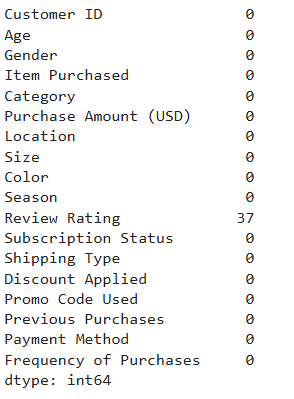 Customer ID 0
Age 0
Gender 0
Item Purchased 0
Category 0
Purchase Amount (USD) 0
Location 0
Size 0
Color 0
Season 0
Review Rating 37
Subscription Status 0
Shipping Type 0
Discount Applied 0
Promo Code Used 0
Previous Purchases 0
Payment Method 0
Frequency of Purchases 0
dtype: int64